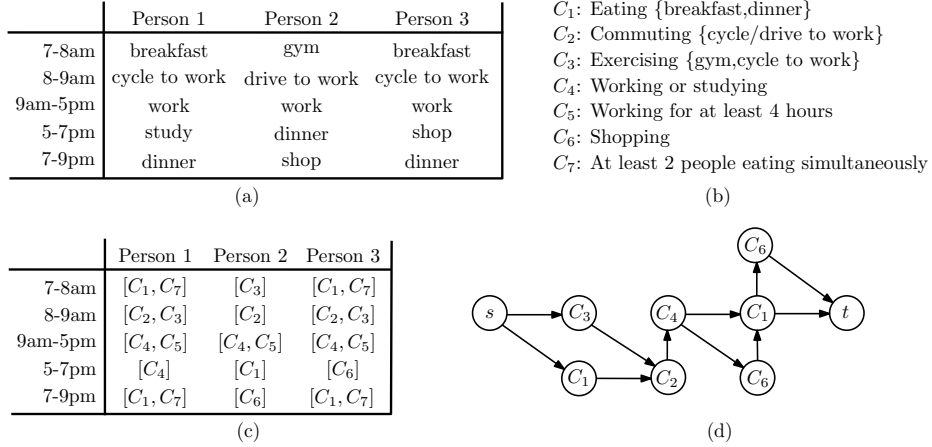 Person 1 Person 2 Person 3
7-8am breakfast gym breakfast
8-9am cycle to work drive to work cycle to work
9am-5pm work work work
5-7pm study dinner shop
7-9pm dinner shop dinner
(a)
C₁: Eating {breakfast,dinner}
C₂: Commuting {cycle/drive to work}
C₃: Exercising {gym,cycle to work}
C₄: Working or studying
C₅: Working for at least 4 hours
C₆: Shopping
C₇: At least 2 people eating simultaneously
(b)
Person 1 Person 2 Person 3
7-8am [C₁, C₇] [C₃] [C₁, C₇]
8-9am [C₂, C₃] [C₂] [C₂, C₃]
9am-5pm [C₄, C₅] [C₄, C₅] [C₄, C₅]
5-7pm [C₄] [C₁] [C₆]
7-9pm [C₁, C₇] [C₆] [C₁, C₇]
(c)
C₆
s C₃ C₄ C₁ t
C₁ C₂ C₆
(d)